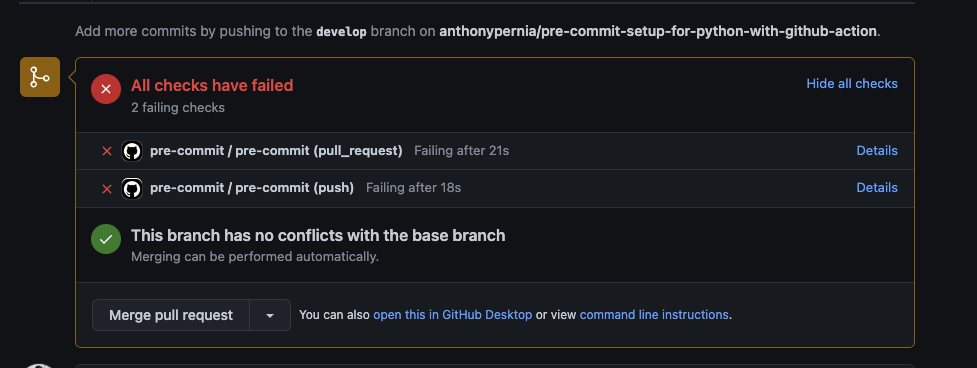 Add more commits by pushing to the develop branch on anthonypernia/pre-commit-setup-for-python-with-github-action.
All checks have failed
Hide all checks
2 failing checks
pre-commit / pre-commit (pull_request) Failing after 21s
Details
pre-commit / pre-commit (push) Failing after 18s
Details
This branch has no conflicts with the base branch
Merging can be performed automatically.
Merge pull request
You can also open this in GitHub Desktop or view command line instructions.